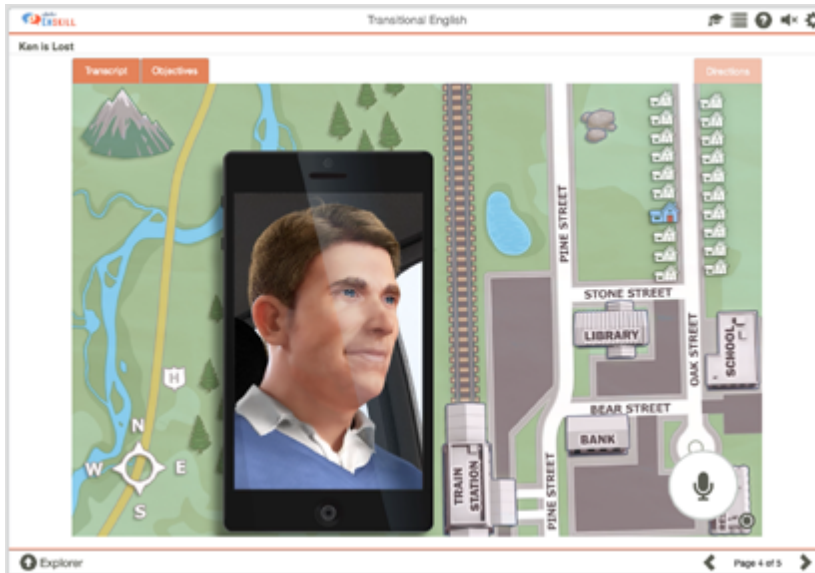 ENSKILL
Transitional English
Ken is Lost
Transcript
Objectives
Directions
PINE STREET
STONE STREET
LIBRARY
OAK STREET
SCHOOL
BEAR STREET
BANK
TRAIN
STATION
PINE STREET
H
N
W
E
S
Explorer
Page 4 of 5